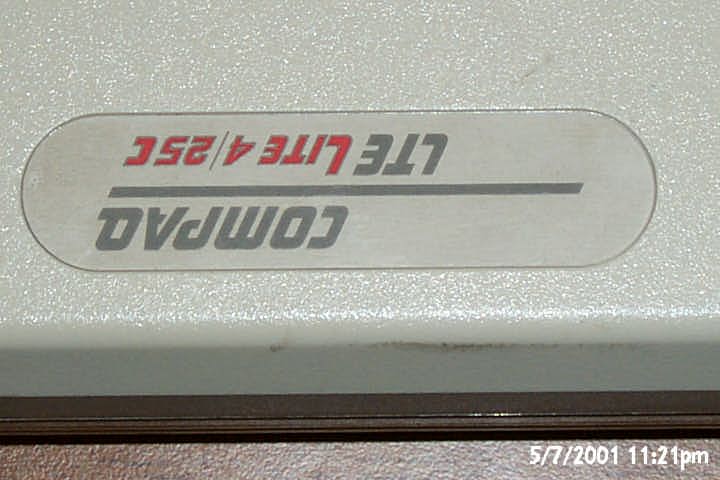 COMPAQ
LTE LITE 4/25C
5/7/2001 11:21pm